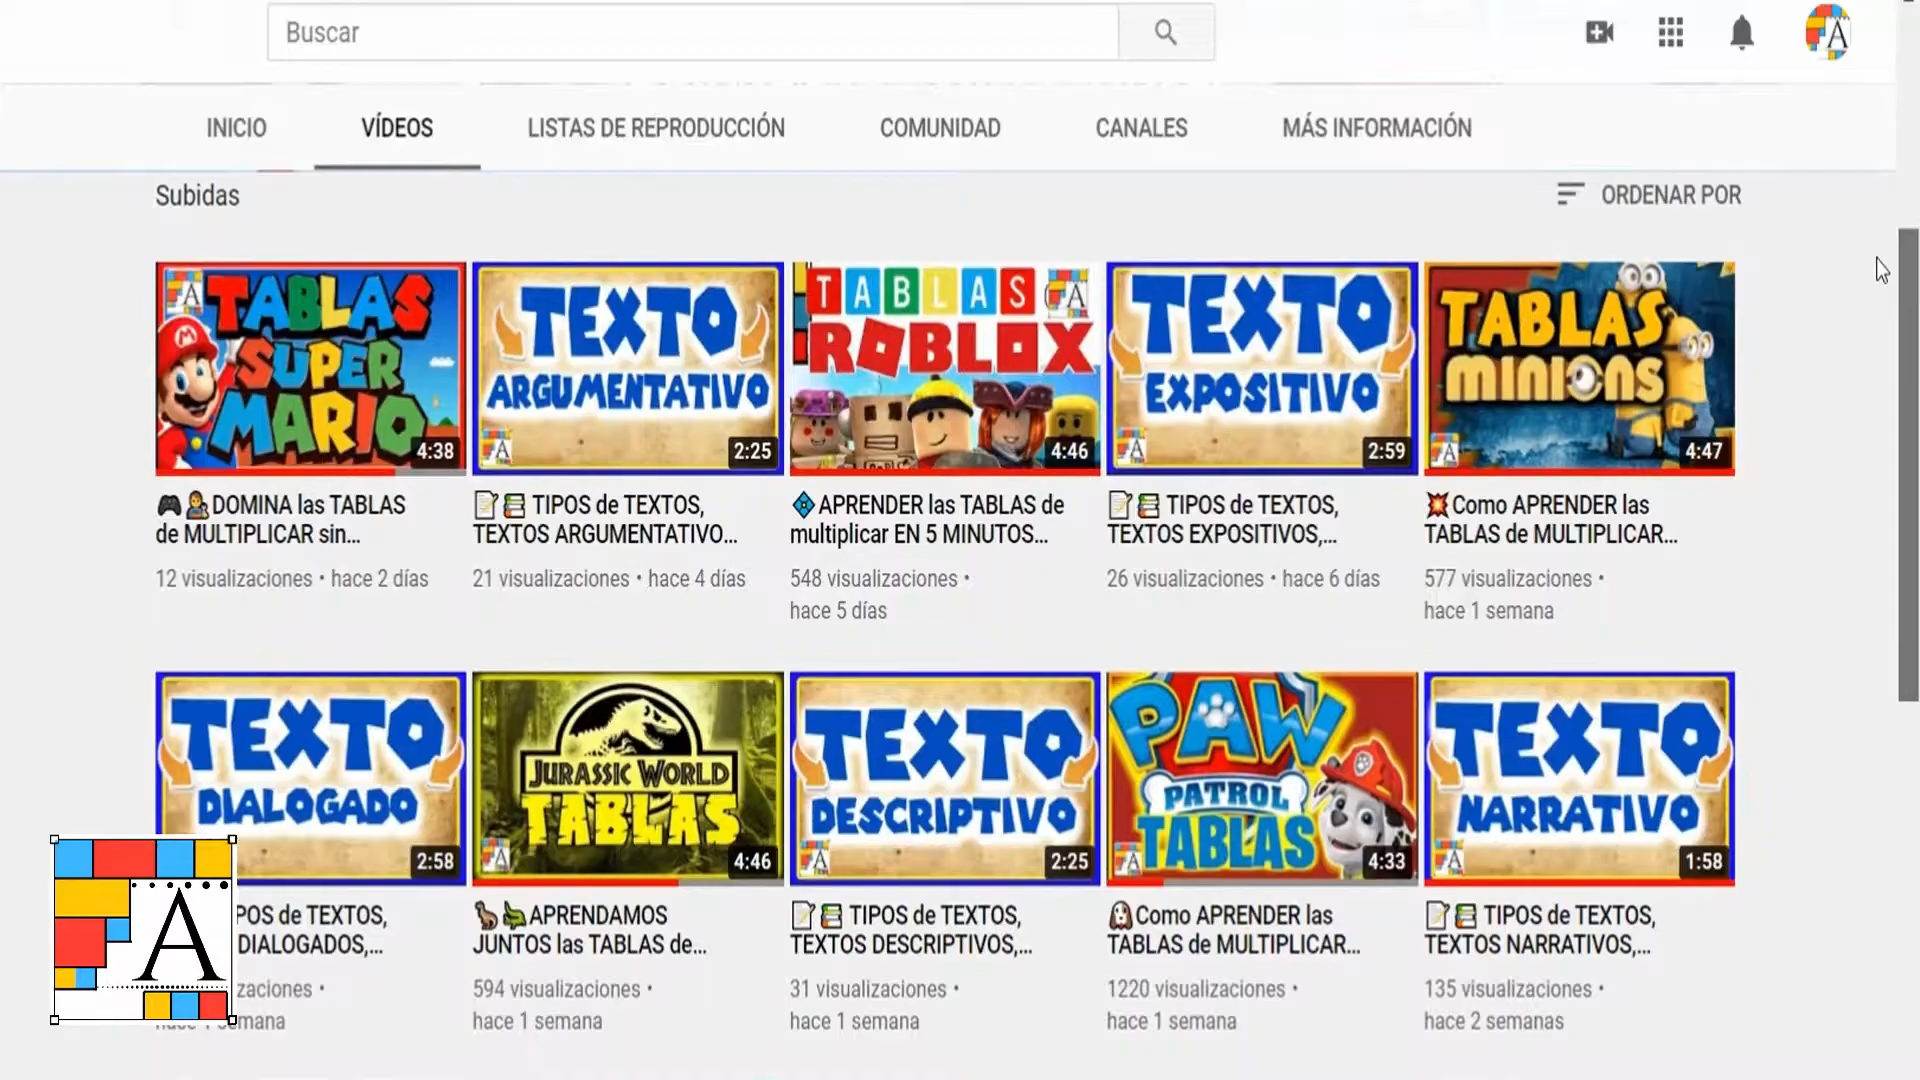 Buscar
A
INICIO
VÍDEOS
LISTAS DE REPRODUCCIÓN
COMUNIDAD
CANALES
MÁS INFORMACIÓN
Subidas
ORDENAR POR
A
TABLAS
SUPER
MARIO
4:38
TEXTO
ARGUMENTATIVO
A
2:25
TABLAS
A
ROBLOX
4:46
TEXTO
EXPOSITIVO
A
2:59
TABLAS
MINIONS
A
4:47
DOMINA las TABLAS
de MULTIPLICAR sin...
12 visualizaciones • hace 2 días
TIPOS de TEXTOS,
TEXTOS ARGUMENTATIVO...
21 visualizaciones • hace 4 días
APRENDER las TABLAS de
multiplicar EN 5 MINUTOS...
548 visualizaciones •
hace 5 días
TIPOS de TEXTOS,
TEXTOS EXPOSITIVOS,...
26 visualizaciones • hace 6 días
Como APRENDER las
TABLAS de MULTIPLICAR...
577 visualizaciones •
hace 1 semana
TEXTO
DIALOGADO
2:58
JURASSIC WORLD
TABLAS
A
4:46
TEXTO
DESCRIPTIVO
A
2:25
PAW
PATROL
TABLAS
A
4:33
TEXTO
NARRATIVO
A
1:58
A
POS de TEXTOS,
DIALOGADOS,...
zaciones •
hace 1 semana
APRENDAMOS
JUNTOS las TABLAS de...
594 visualizaciones •
hace 1 semana
TIPOS de TEXTOS,
TEXTOS DESCRIPTIVOS,...
31 visualizaciones •
hace 1 semana
Como APRENDER las
TABLAS de MULTIPLICAR...
1220 visualizaciones •
hace 1 semana
TIPOS de TEXTOS,
TEXTOS NARRATIVOS,...
135 visualizaciones •
hace 2 semanas